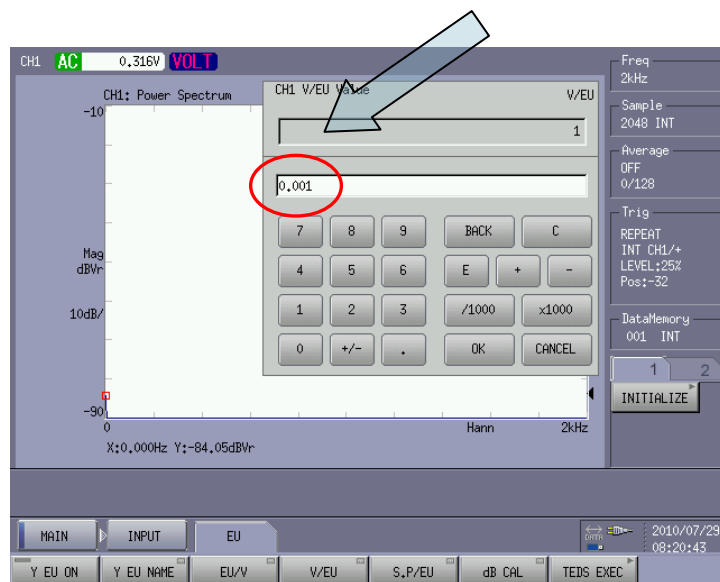 CH1 AC 0.316V VOLT
CH1: Power Spectrum
-10
Mag
dBVr
10dB/
-90
0 Hann 2kHz
X:0.000Hz Y:-84.05dBVr
CH1 V/EU Value V/EU
1
0.001
7 8 9 BACK C
4 5 6 E + -
1 2 3 /1000 x1000
0 +/- . OK CANCEL
Freq
2kHz
Sample
2048 INT
Average
OFF
0/128
Trig
REPEAT
INT CH1/+
LEVEL:25%
Pos:-32
DataMemory
001 INT
1 2
INITIALIZE
MAIN INPUT EU
DATA
2010/07/29
08:20:43
Y EU ON Y EU NAME EU/V V/EU S.P/EU dB CAL TEDS EXEC